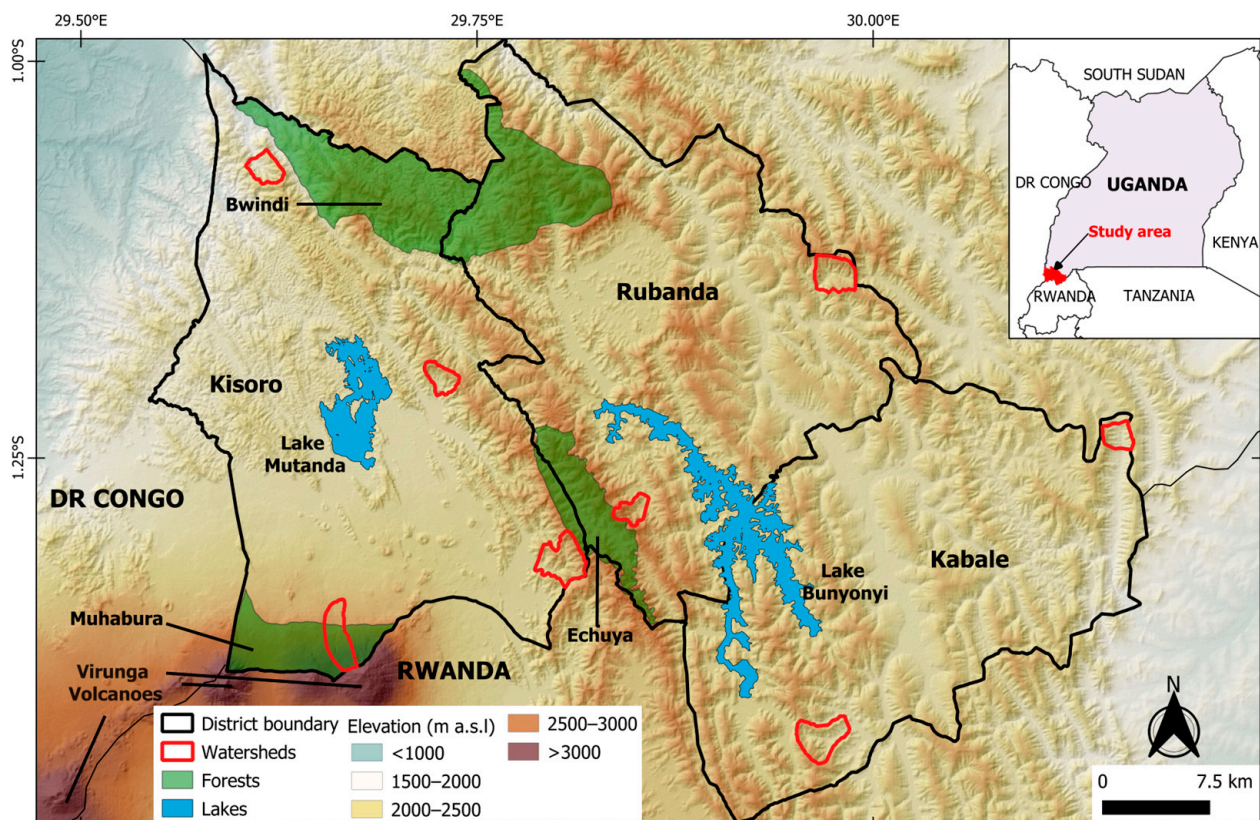 29.50°E
29.75°E
30.00°E
1.00°S
1.25°S
SOUTH SUDAN
DR CONGO
UGANDA
Study area
KENYA
RWANDA
TANZANIA
Bwindi
Rubanda
Kisoro
Lake
Mutanda
DR CONGO
Kabale
Lake
Bunyonyi
Muhabura
Echuya
Virunga
Volcanoes
RWANDA
N
District boundary
Watersheds
Forests
Lakes
Elevation (m a.s.l)
<1000
1500–2000
2000–2500
2500–3000
>3000
0 7.5 km